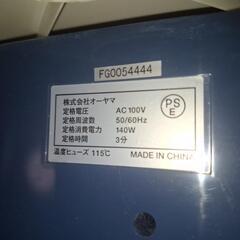 FG0054444
株式会社オーヤマ
定格電圧 AC100V
定格周波数 50/60Hz
定格消費電力 140W
定格時間 3分
PS
E
温度ヒューズ 115℃ MADE IN CHINA